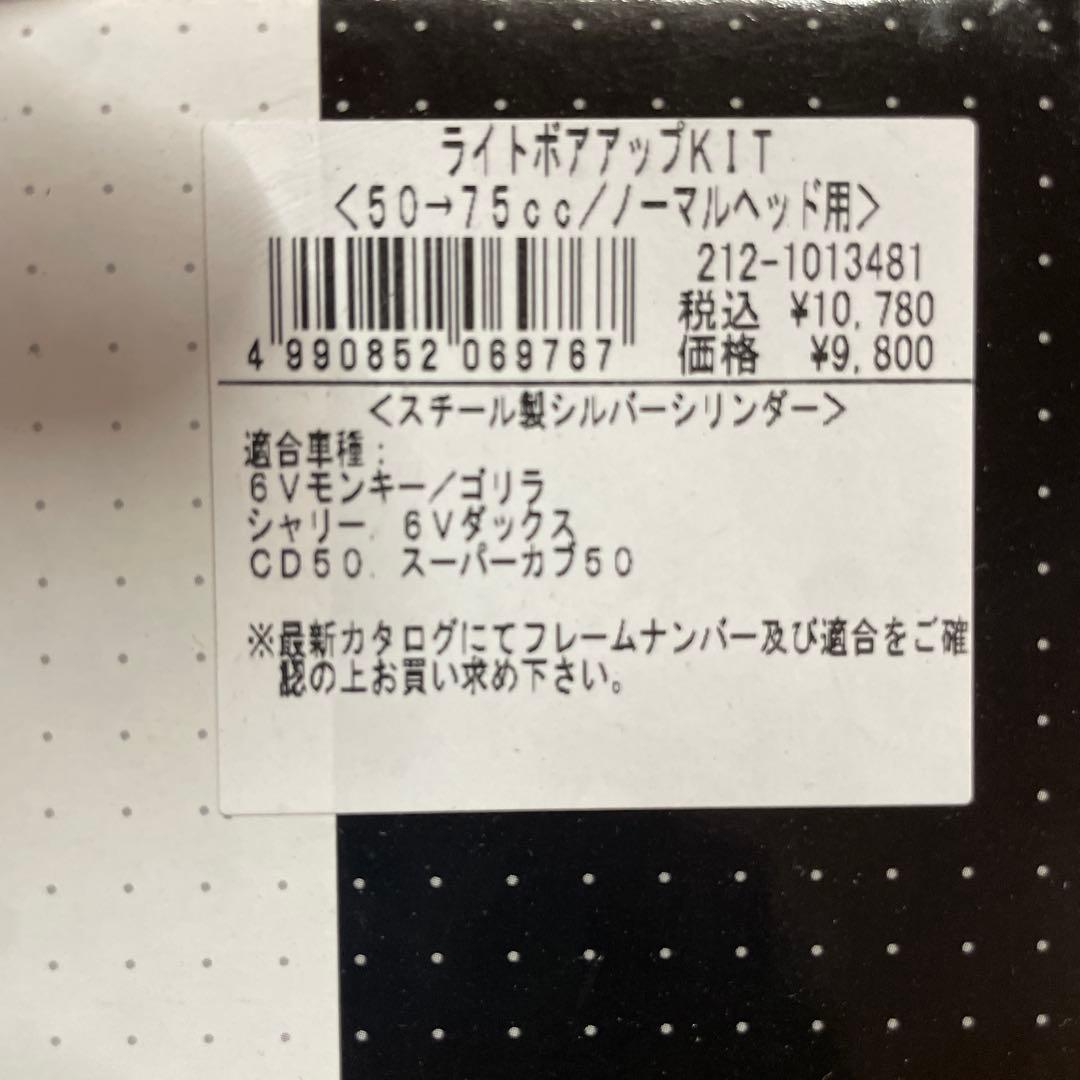 ライトボアアップKIT
<50→75cc/ノーマルヘッド用>
212-1013481
税込 ¥10,780
価格 ¥9,800
4 990852 069767
<スチール製シルバーシリンダー>
適合車種:
6Vモンキー/ゴリラ
シャリー,6Vダックス
CD50,スーパーカブ50
※最新カタログにてフレームナンバー及び適合をご確
認の上お買い求め下さい。